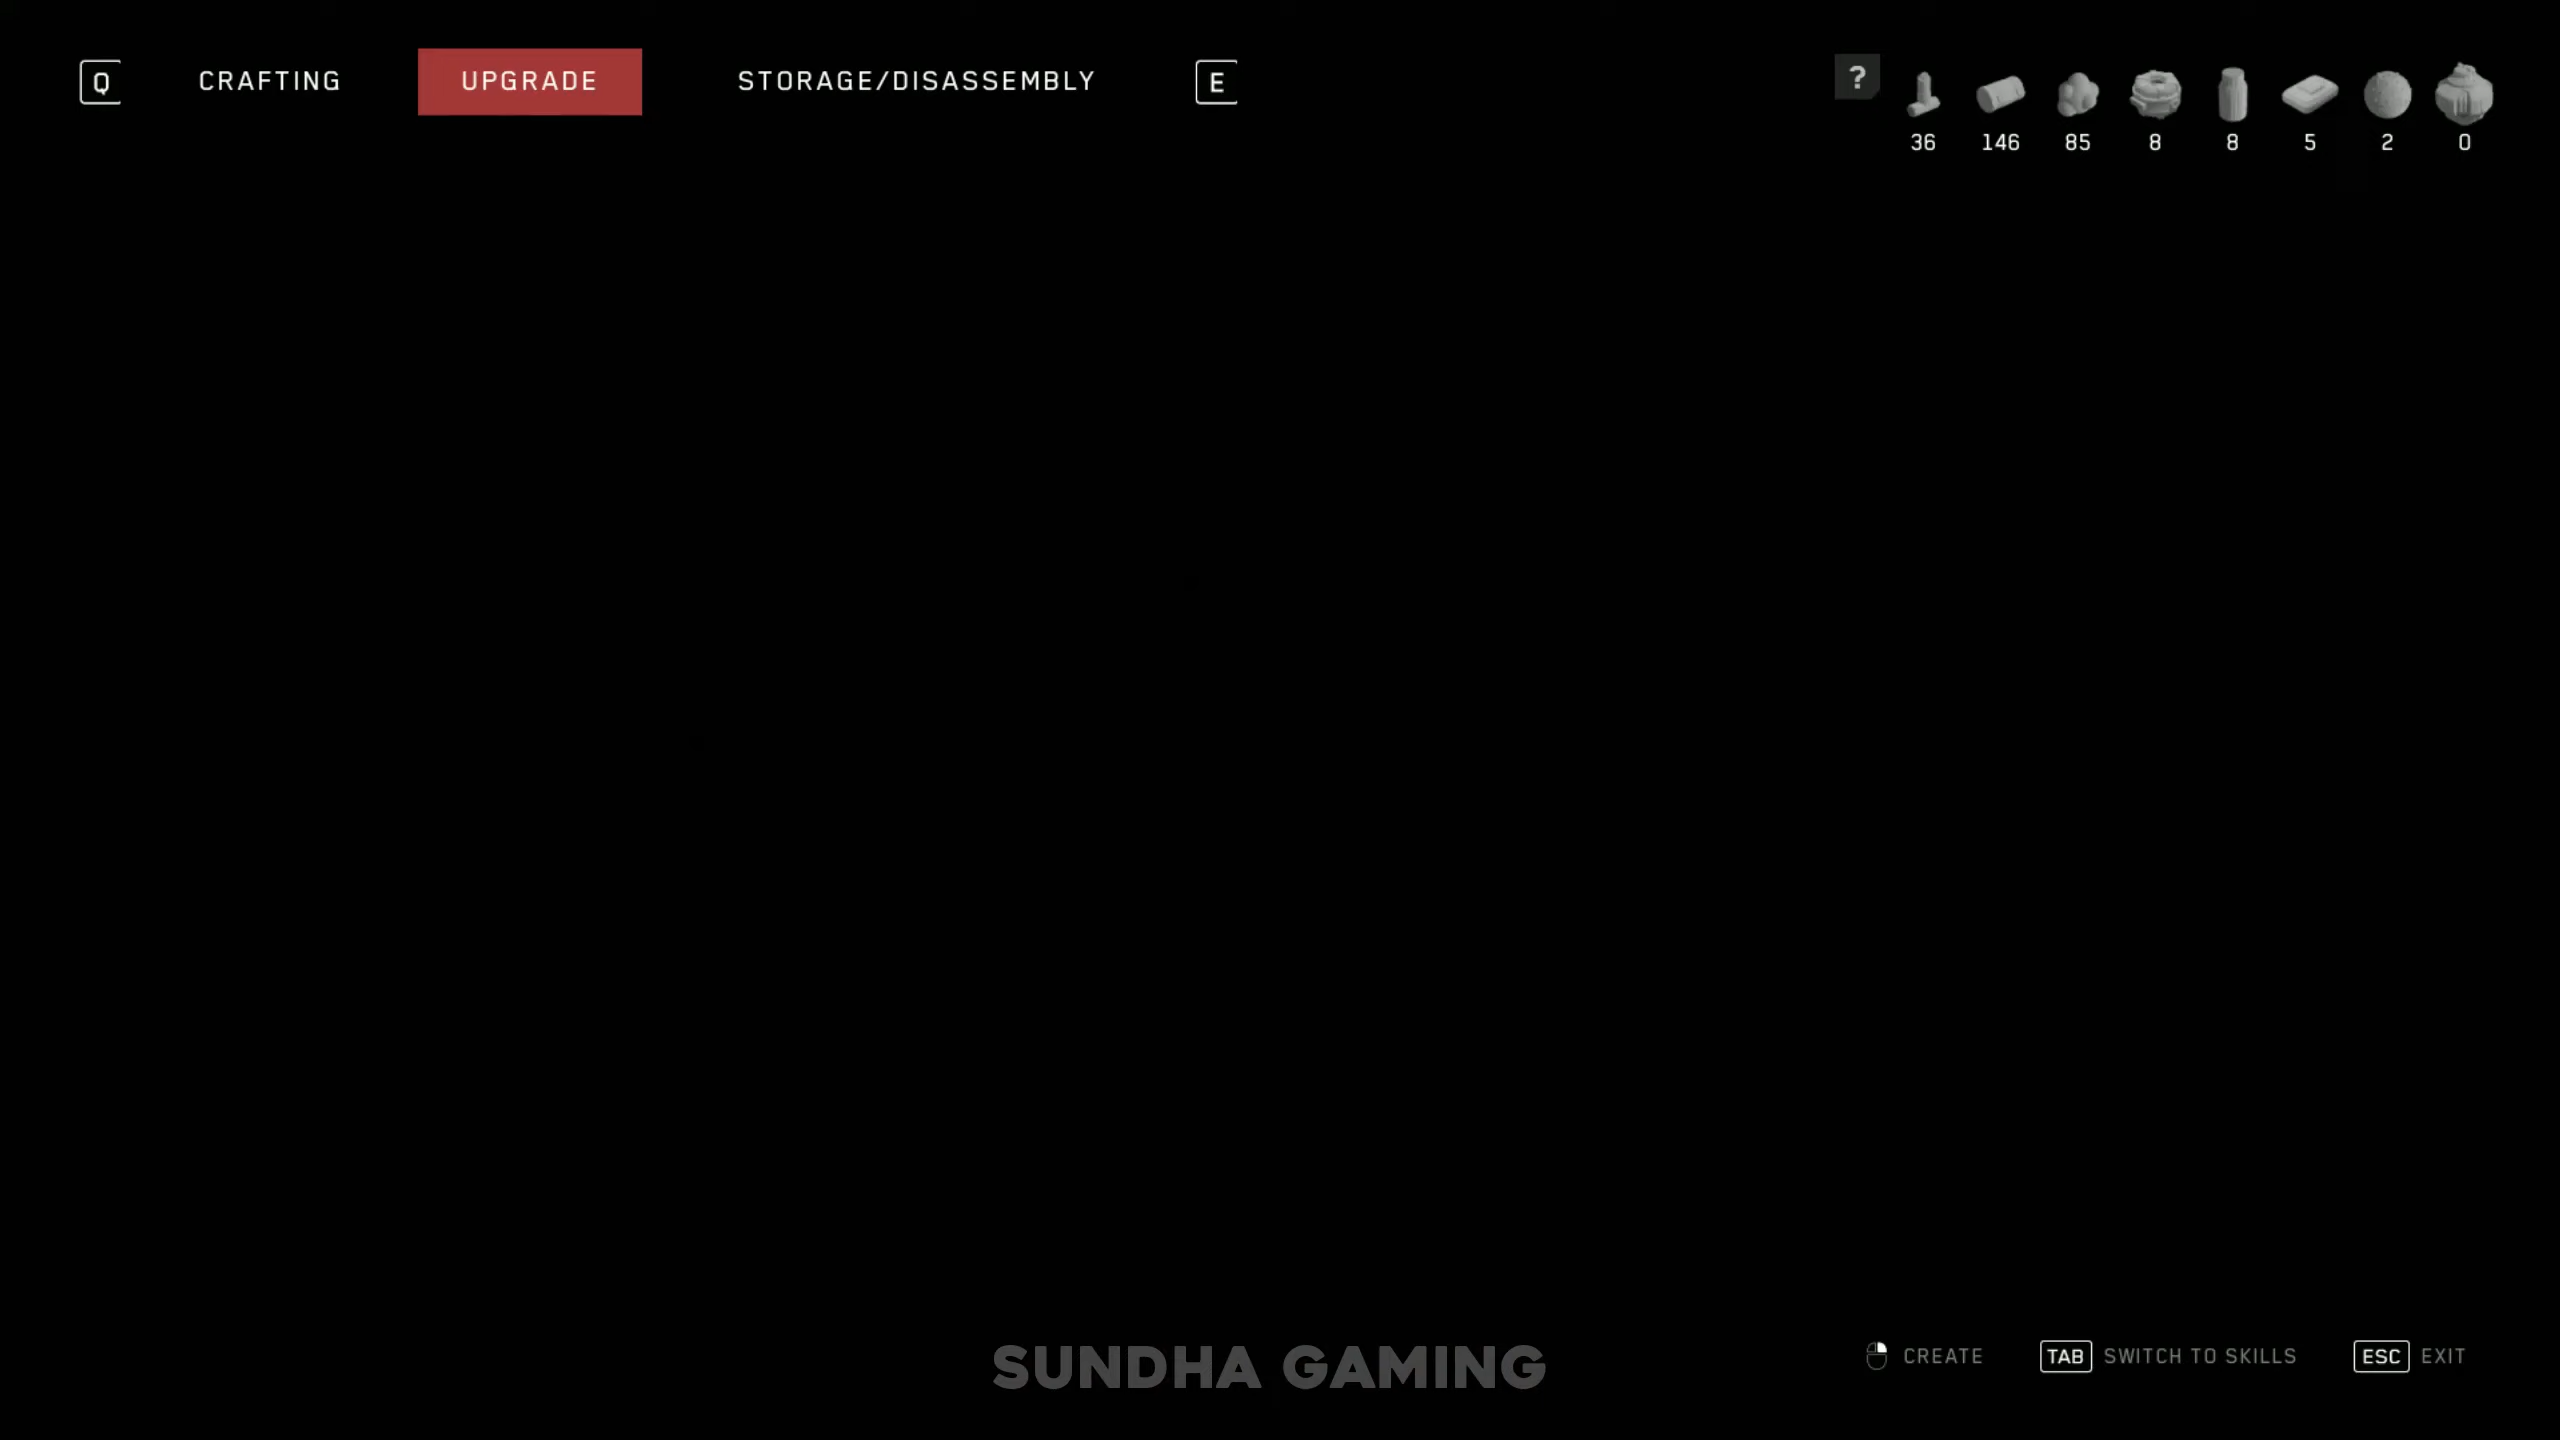 Q CRAFTING UPGRADE STORAGE/DISASSEMBLY E
?
36 146 85 8 8 5 2 0
SUNDHA GAMING
CREATE TAB SWITCH TO SKILLS ESC EXIT